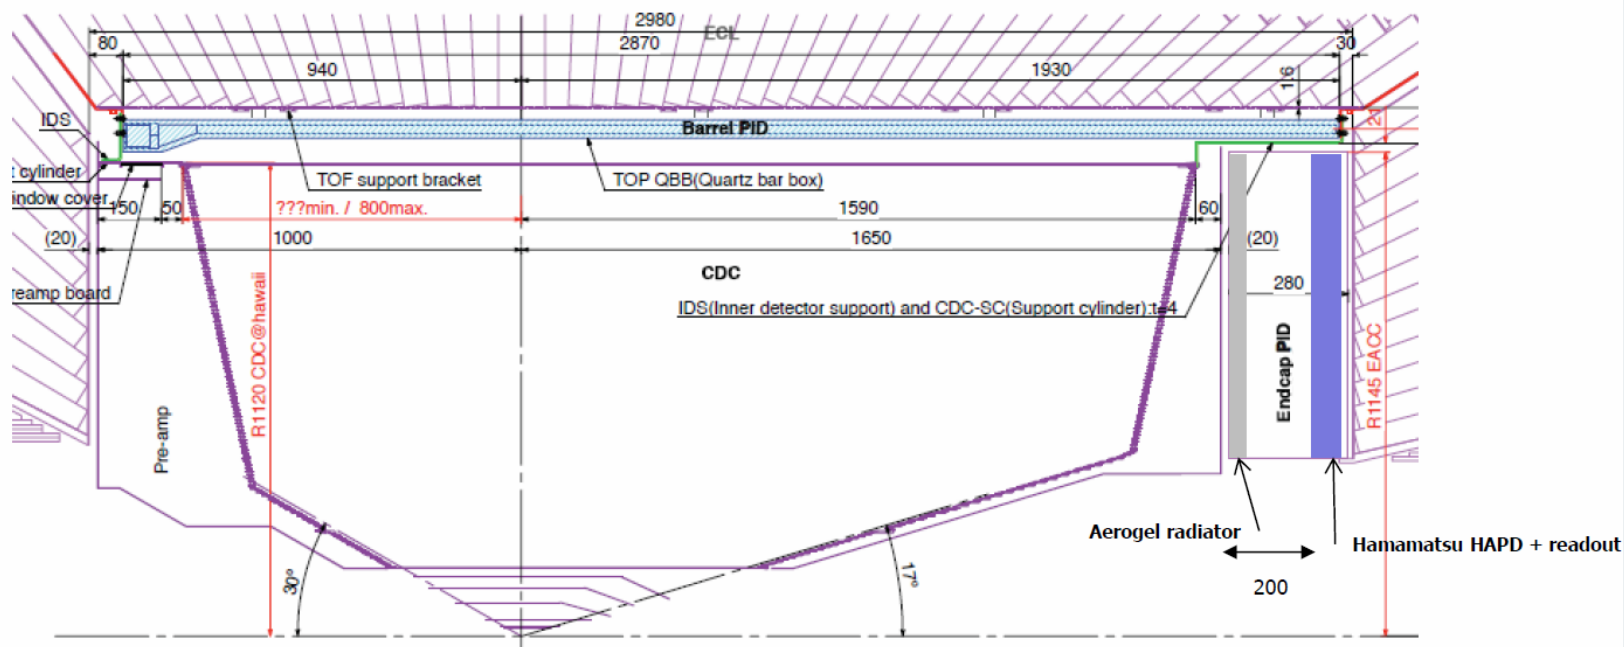 2980
ECL
80
2870
30
940
1930
1.6
IDS
Barrel PID
21
t cylinder
TOF support bracket
TOP QBB(Quartz bar box)
indow cover
150
50
???min. / 800max.
1590
60
(20)
1000
1650
(20)
CDC
reamp board
280
IDS(Inner detector support) and CDC-SC(Support cylinder):t=4
R1120 CDC@hawaii
Endcap PID
R1145 EACC
Pre-amp
Aerogel radiator
Hamamatsu HAPD + readout
30°
17°
200